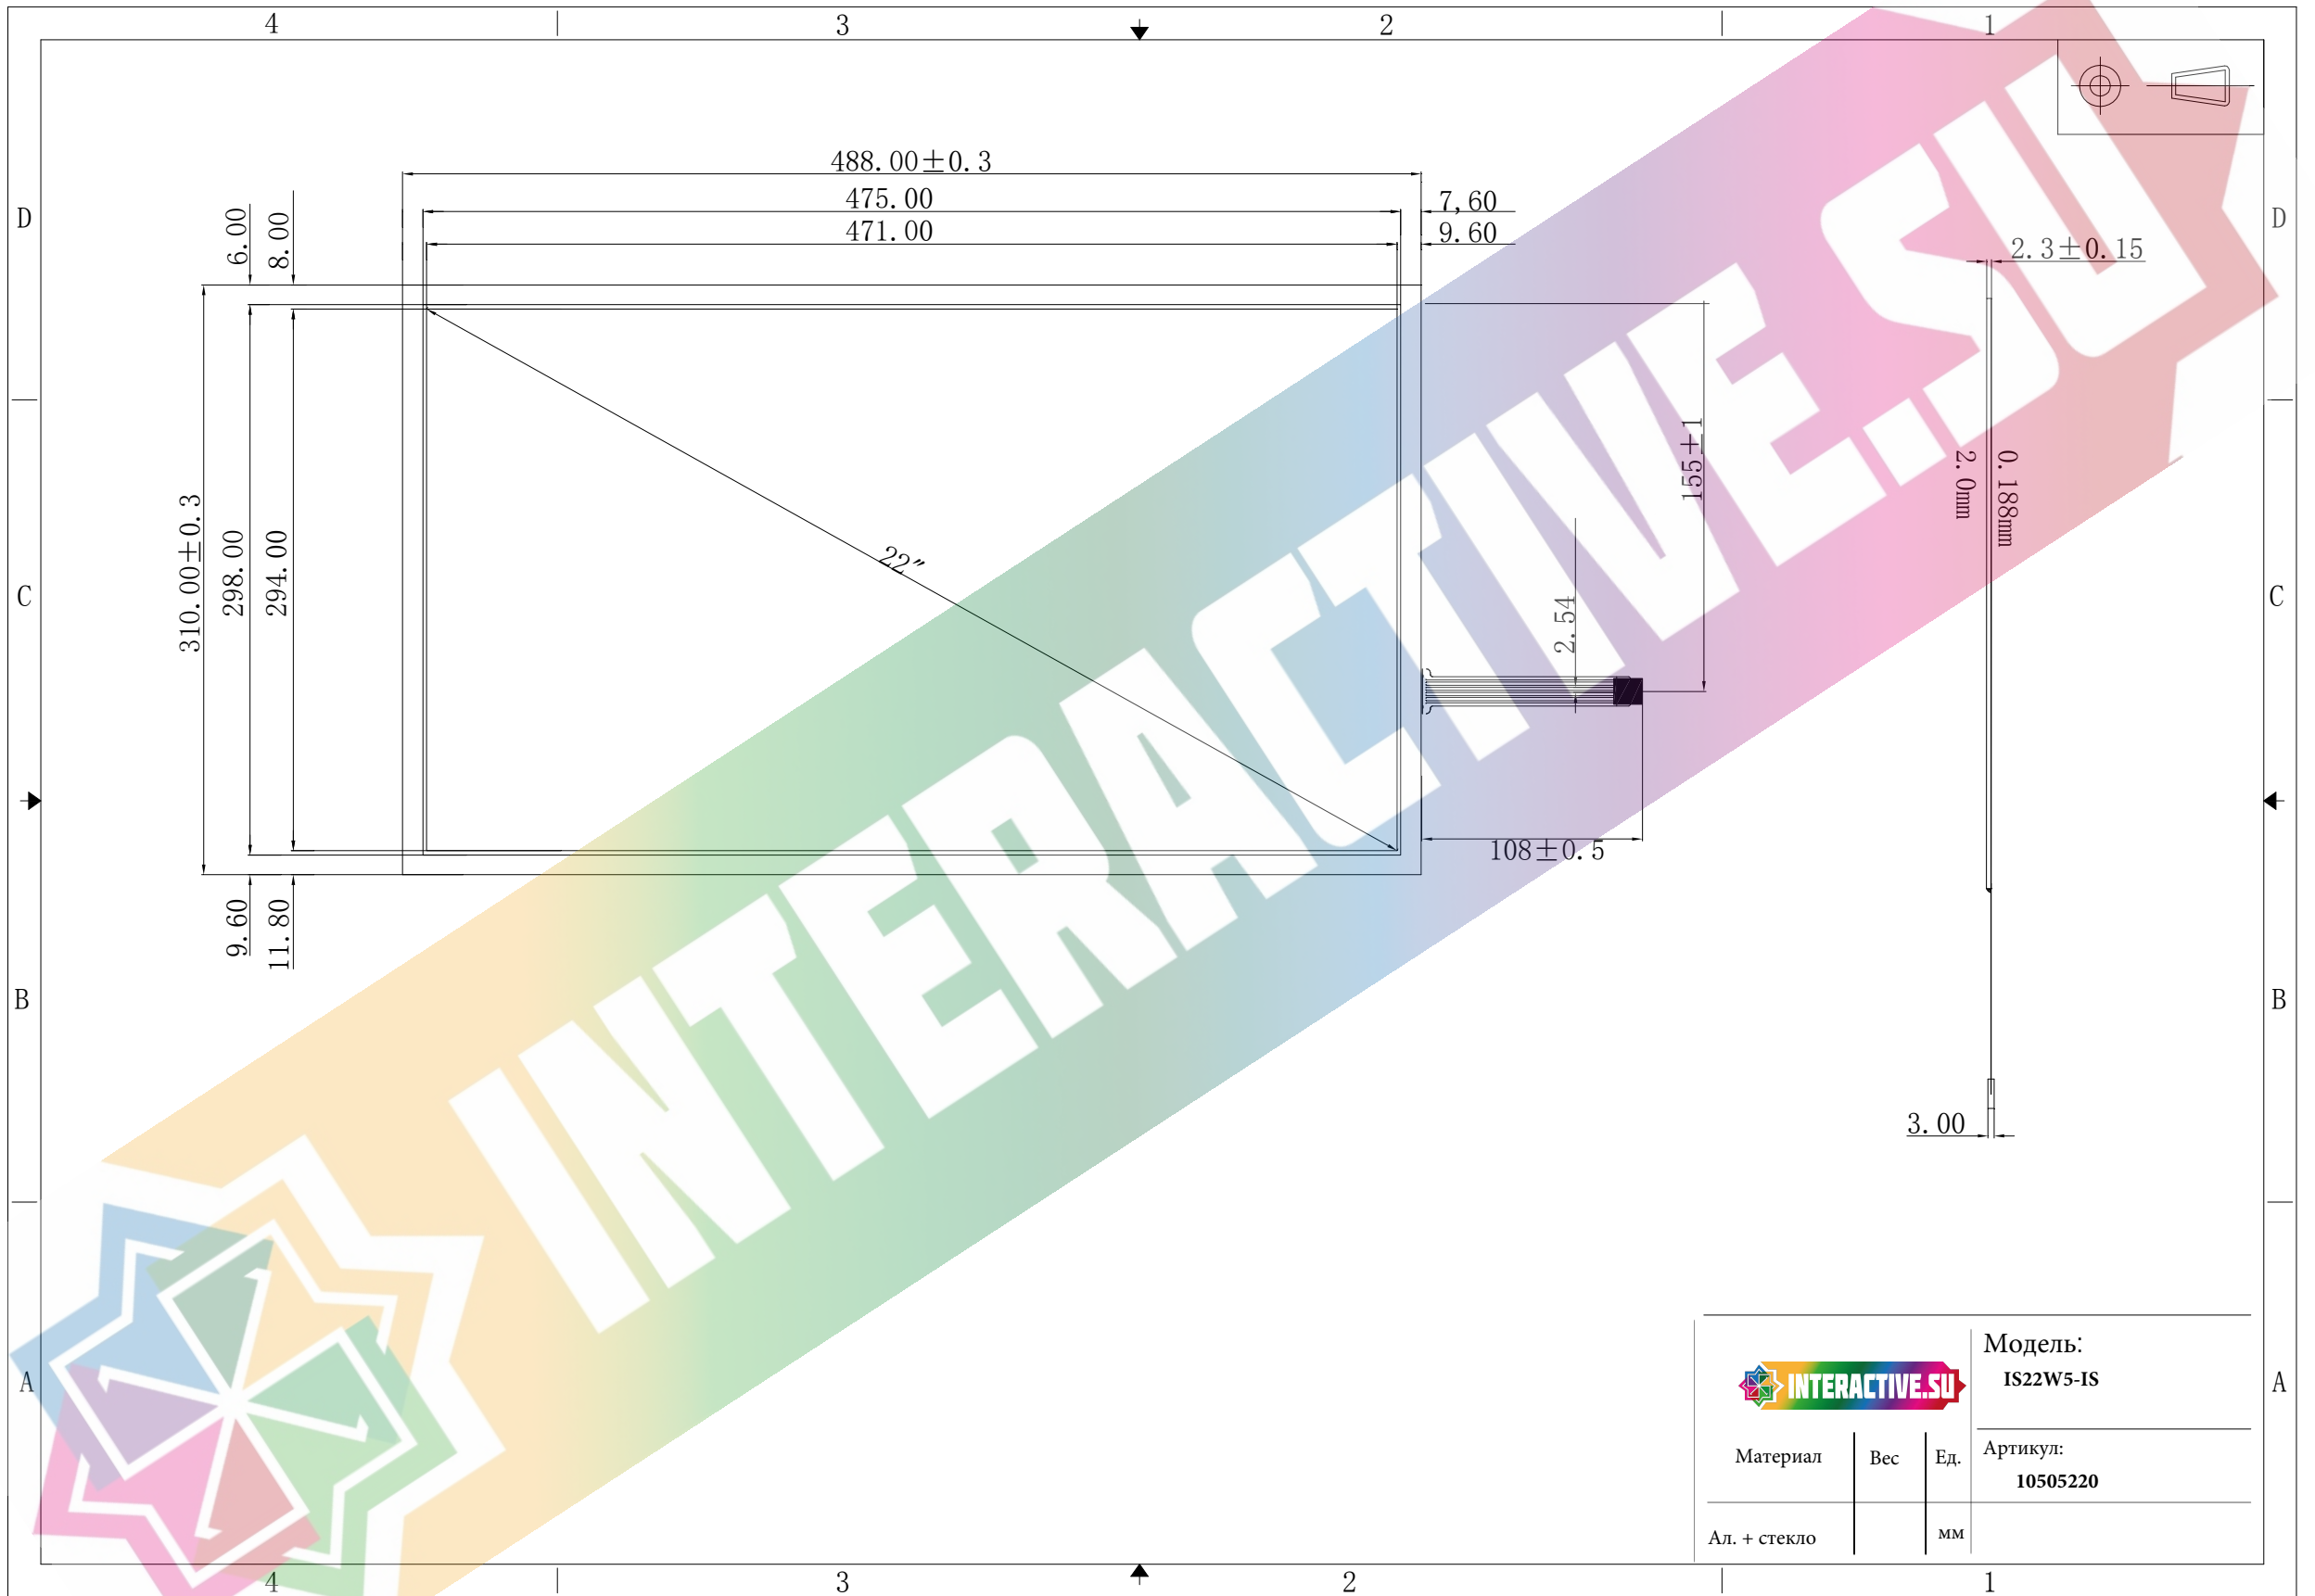 4 3 2 1
488.00±0.3
475.00
471.00
7,60
9.60
6.00
8.00
D
D
2.3±0.15
INTERACTIVE.SU
310.00±0.3
298.00
294.00
22"
155±1
2.54
2.0mm
0.188mm
C
C
108±0.5
9.60
11.80
B
B
3.00
A
A
INTERACTIVE.SU
Модель:
IS22W5-IS
Материал Вес Ед.
Артикул:
10505220
Ал. + стекло мм
4 3 2 1